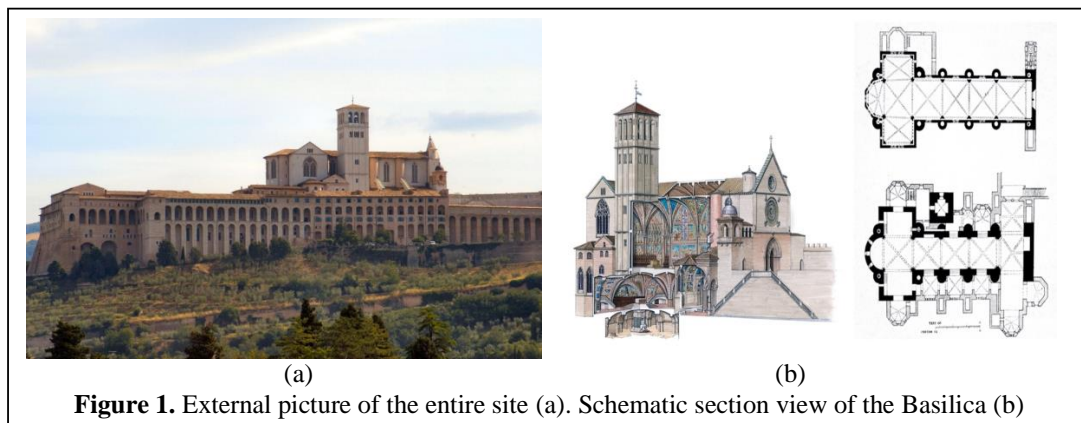 (a)
(b)
Figure 1. External picture of the entire site (a). Schematic section view of the Basilica (b)